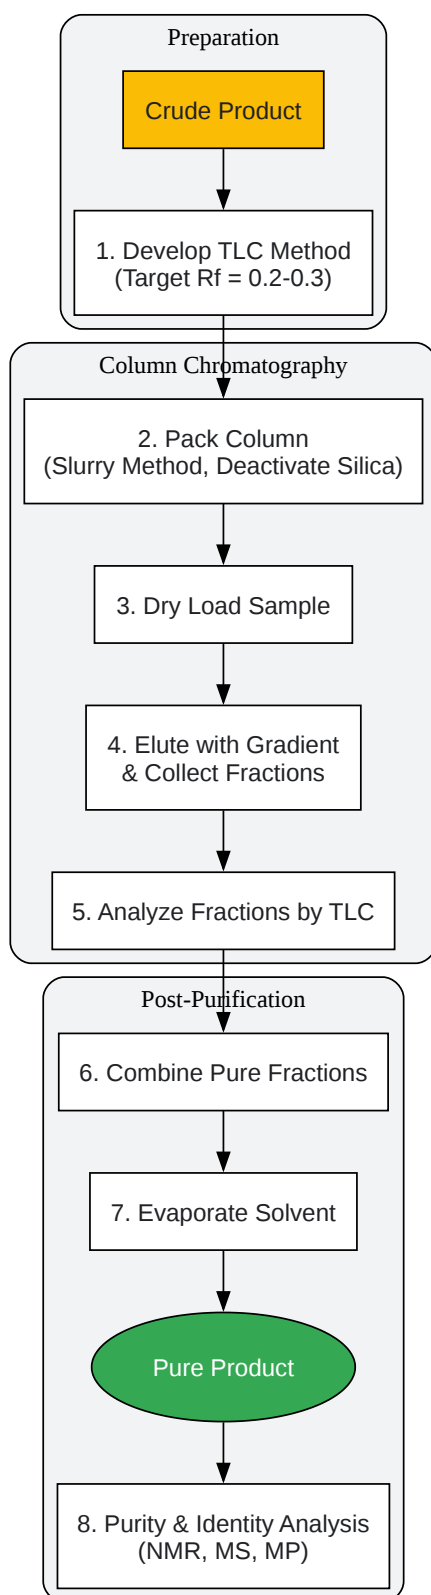 Preparation
Crude Product
1. Develop TLC Method
(Target Rf = 0.2-0.3)
Column Chromatography
2. Pack Column
(Slurry Method, Deactivate Silica)
3. Dry Load Sample
4. Elute with Gradient
& Collect Fractions
5. Analyze Fractions by TLC
Post-Purification
6. Combine Pure Fractions
7. Evaporate Solvent
Pure Product
8. Purity & Identity Analysis
(NMR, MS, MP)